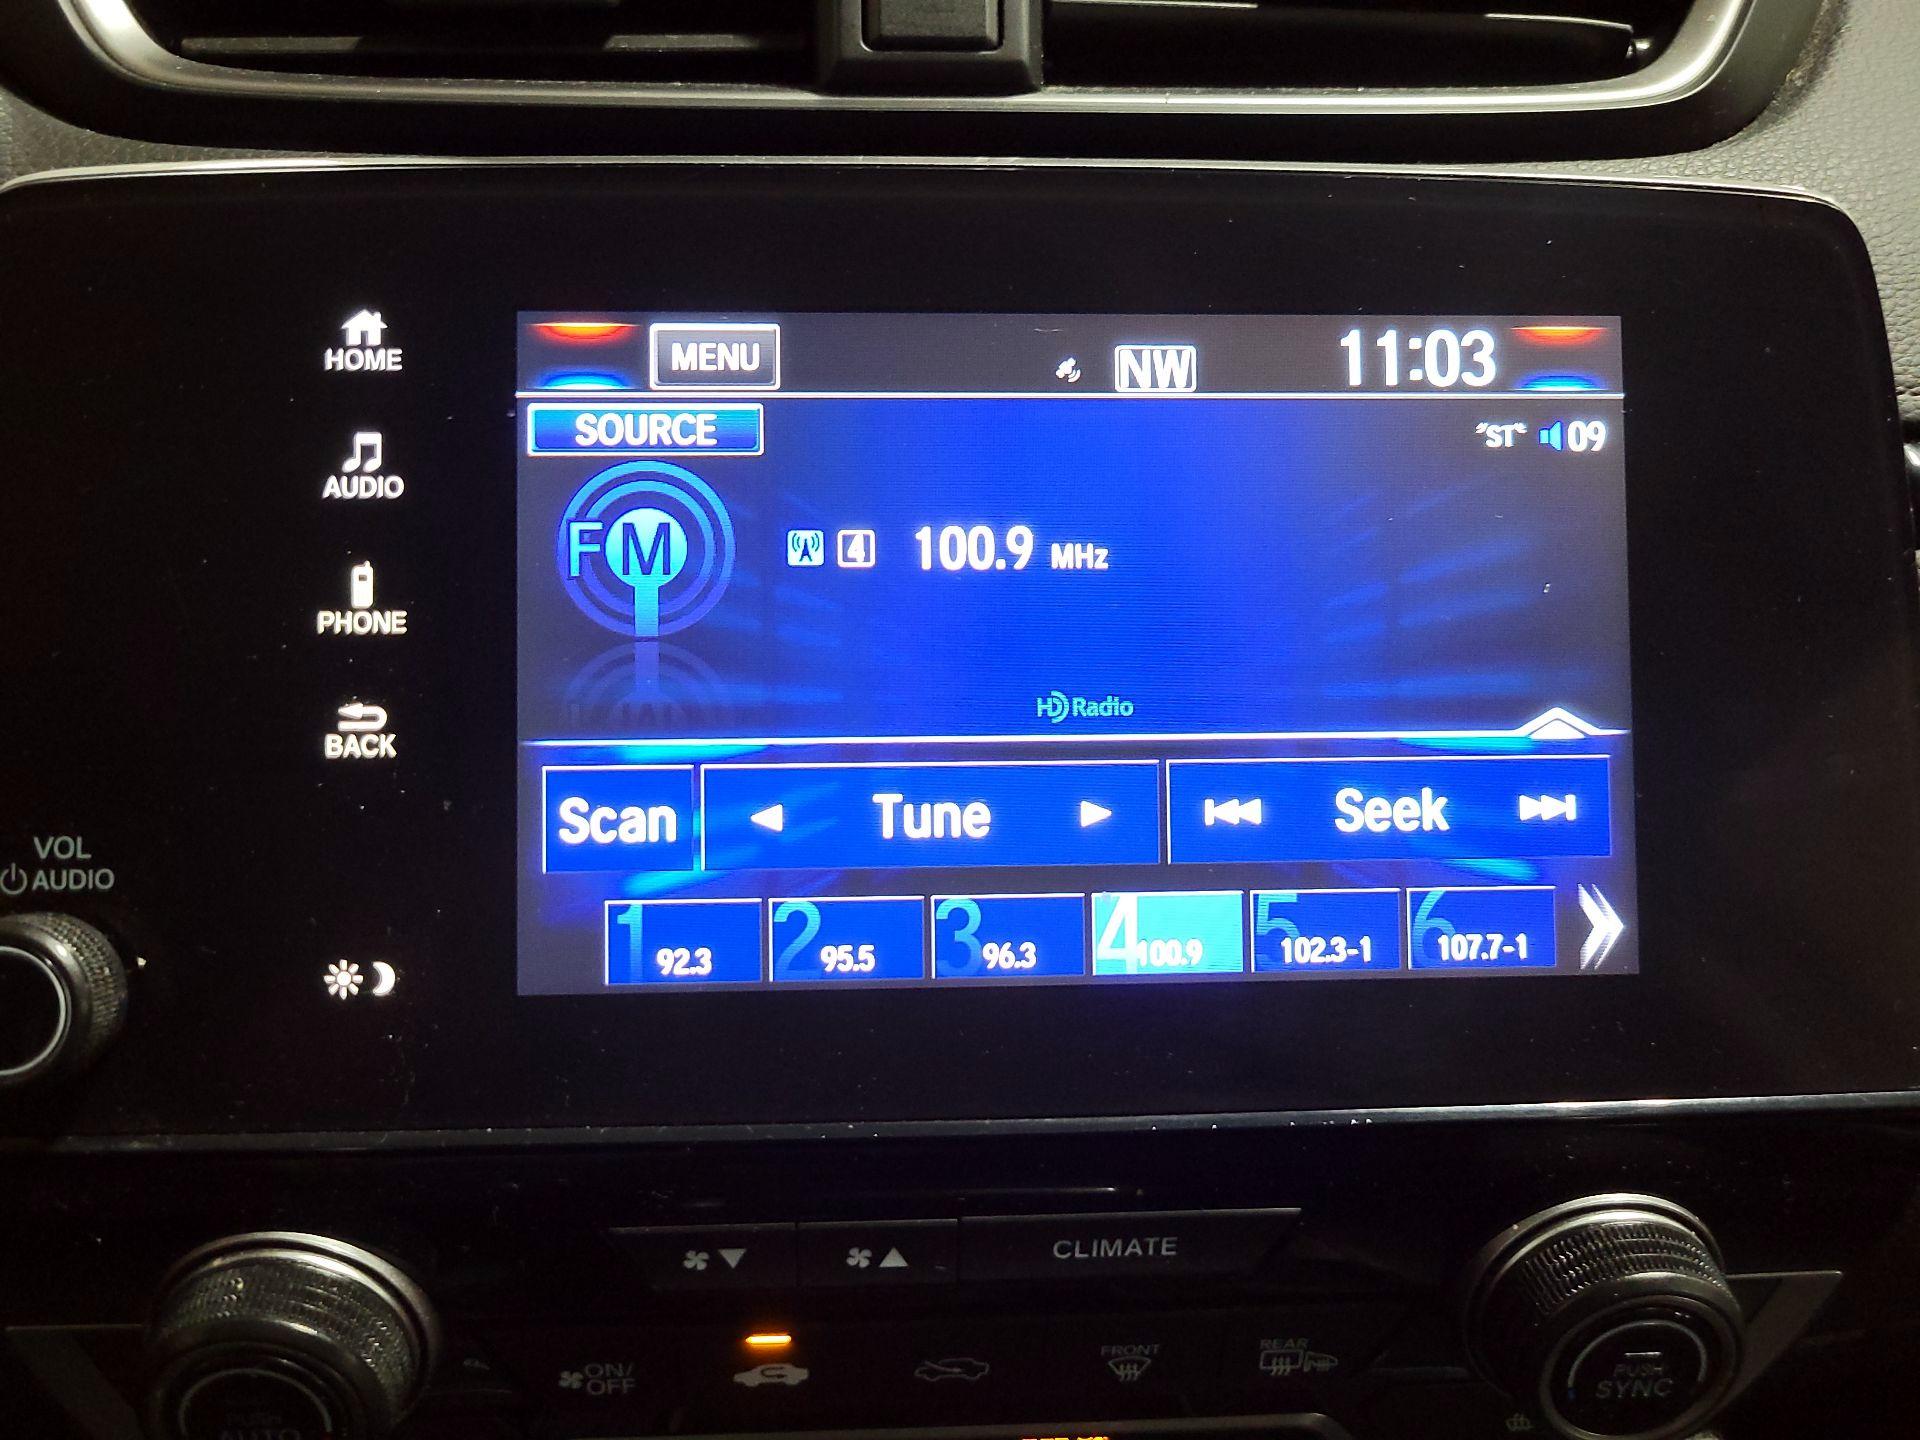 HOME
AUDIO
PHONE
BACK
VOL
AUDIO
MENU
NW
11:03
SOURCE
"ST"
09
FM
4
100.9 MHz
HD Radio
Scan
Tune
Seek
1 92.3
2 95.5
3 96.3
4 100.9
5 102.3-1
6 107.7-1
CLIMATE
ON/
OFF
FRONT
REAR
PUSH
SYNC
PUSH
AUTO